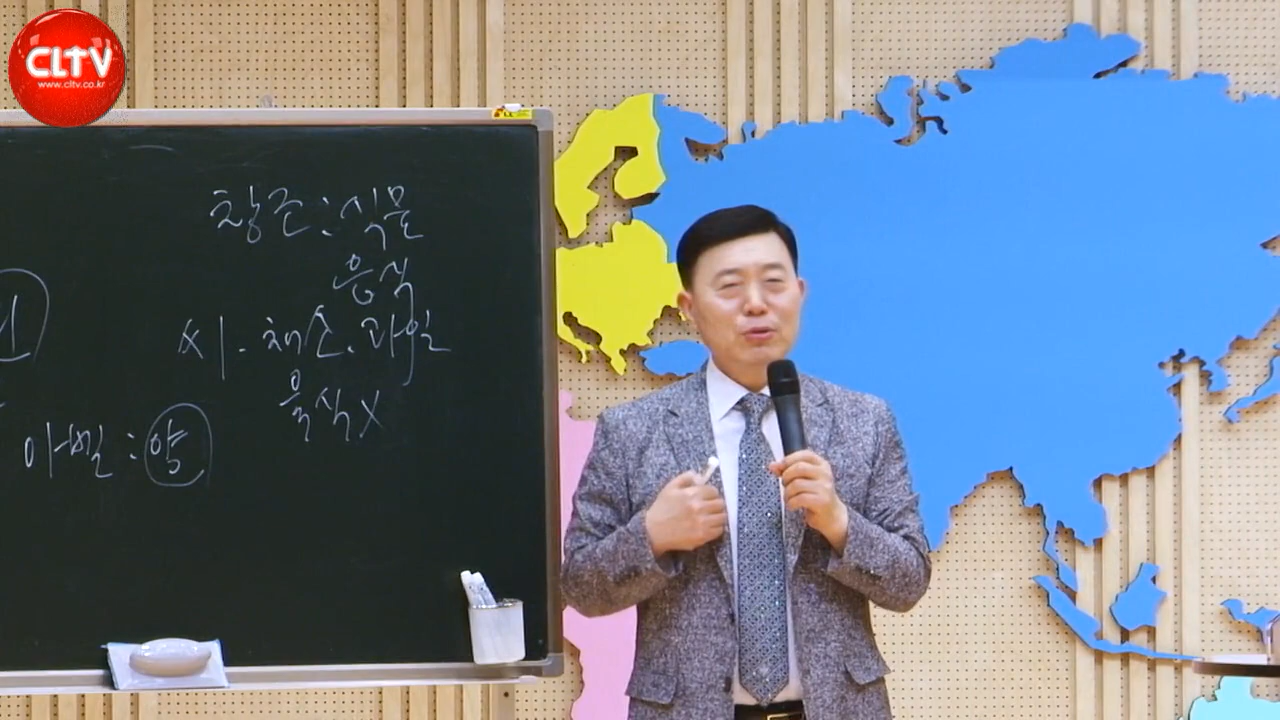 CLTV
www.cltv.co.kr
창조 : 식물
음식
씨. 채소. 과일
육식X
아벨 : 양